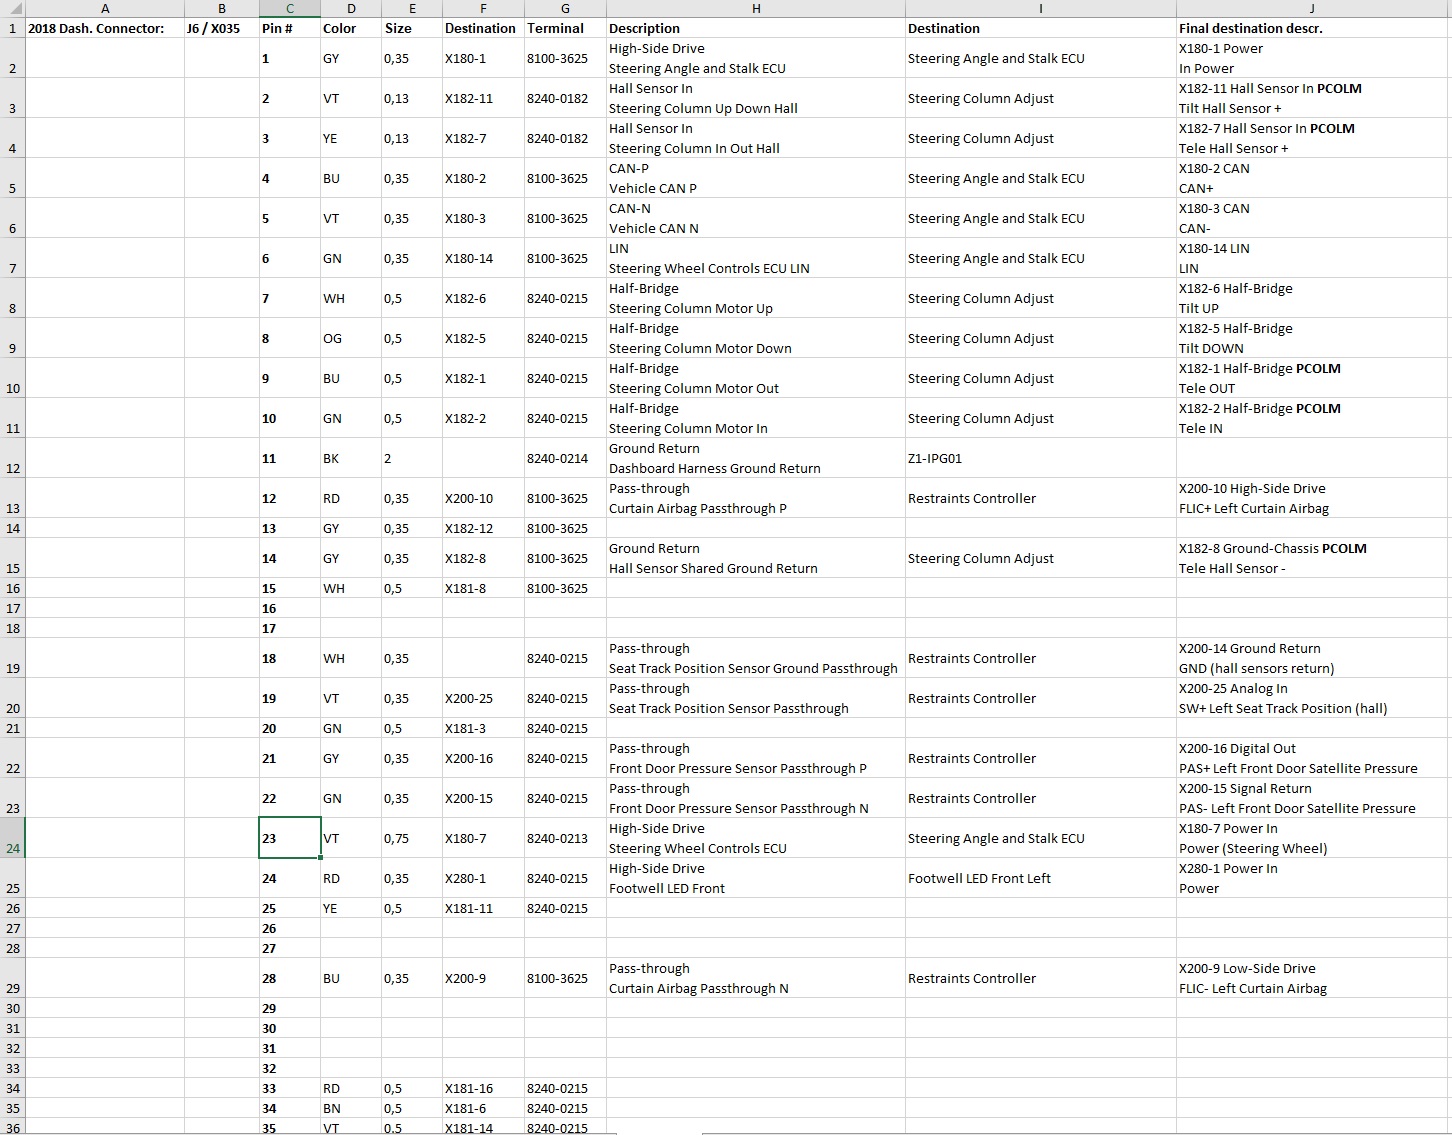 A B C D E F G H I J
1 2018 Dash. Connector: J6 / X035 Pin # Color Size Destination Terminal Description Destination Final destination descr.
High-Side Drive X180-1 Power
2 1 GY 0,35 X180-1 8100-3625 Steering Angle and Stalk ECU Steering Angle and Stalk ECU In Power
Hall Sensor In X182-11 Hall Sensor In PCOLM
3 2 VT 0,13 X182-11 8240-0182 Steering Column Up Down Hall Steering Column Adjust Tilt Hall Sensor +
Hall Sensor In X182-7 Hall Sensor In PCOLM
4 3 YE 0,13 X182-7 8240-0182 Steering Column In Out Hall Steering Column Adjust Tele Hall Sensor +
CAN-P X180-2 CAN
5 4 BU 0,35 X180-2 8100-3625 Vehicle CAN P Steering Angle and Stalk ECU CAN+
CAN-N X180-3 CAN
6 5 VT 0,35 X180-3 8100-3625 Vehicle CAN N Steering Angle and Stalk ECU CAN-
LIN X180-14 LIN
7 6 GN 0,35 X180-14 8100-3625 Steering Wheel Controls ECU LIN Steering Angle and Stalk ECU LIN
Half-Bridge X182-6 Half-Bridge
8 7 WH 0,5 X182-6 8240-0215 Steering Column Motor Up Steering Column Adjust Tilt UP
Half-Bridge X182-5 Half-Bridge
9 8 OG 0,5 X182-5 8240-0215 Steering Column Motor Down Steering Column Adjust Tilt DOWN
Half-Bridge X182-1 Half-Bridge PCOLM
10 9 BU 0,5 X182-1 8240-0215 Steering Column Motor Out Steering Column Adjust Tele OUT
Half-Bridge X182-2 Half-Bridge PCOLM
11 10 GN 0,5 X182-2 8240-0215 Steering Column Motor In Steering Column Adjust Tele IN
Ground Return
12 11 BK 2 8240-0214 Dashboard Harness Ground Return Z1-IPG01
Pass-through X200-10 High-Side Drive
13 12 RD 0,35 X200-10 8100-3625 Curtain Airbag Passthrough P Restraints Controller FLIC+ Left Curtain Airbag
14 13 GY 0,35 X182-12 8100-3625
Ground Return X182-8 Ground-Chassis PCOLM
15 14 GY 0,35 X182-8 8100-3625 Hall Sensor Shared Ground Return Steering Column Adjust Tele Hall Sensor -
16 15 WH 0,5 X181-8 8100-3625
17 16
18 17
Pass-through X200-14 Ground Return
19 18 WH 0,35 8240-0215 Seat Track Position Sensor Ground Passthrough Restraints Controller GND (hall sensors return)
Pass-through X200-25 Analog In
20 19 VT 0,35 X200-25 8240-0215 Seat Track Position Sensor Passthrough Restraints Controller SW+ Left Seat Track Position (hall)
21 20 GN 0,5 X181-3 8240-0215
Pass-through X200-16 Digital Out
22 21 GY 0,35 X200-16 8240-0215 Front Door Pressure Sensor Passthrough P Restraints Controller PAS+ Left Front Door Satellite Pressure
Pass-through X200-15 Signal Return
23 22 GN 0,35 X200-15 8240-0215 Front Door Pressure Sensor Passthrough N Restraints Controller PAS- Left Front Door Satellite Pressure
High-Side Drive X180-7 Power In
24 23 VT 0,75 X180-7 8240-0213 Steering Wheel Controls ECU Steering Angle and Stalk ECU Power (Steering Wheel)
High-Side Drive X280-1 Power In
25 24 RD 0,35 X280-1 8240-0215 Footwell LED Front Footwell LED Front Left Power
26 25 YE 0,5 X181-11 8240-0215
27 26
28 27
Pass-through X200-9 Low-Side Drive
29 28 BU 0,35 X200-9 8100-3625 Curtain Airbag Passthrough N Restraints Controller FLIC- Left Curtain Airbag
30 29
31 30
32 31
33 32
34 33 RD 0,5 X181-16 8240-0215
35 34 BN 0,5 X181-6 8240-0215
36 35 VT 0,5 X181-14 8240-0215